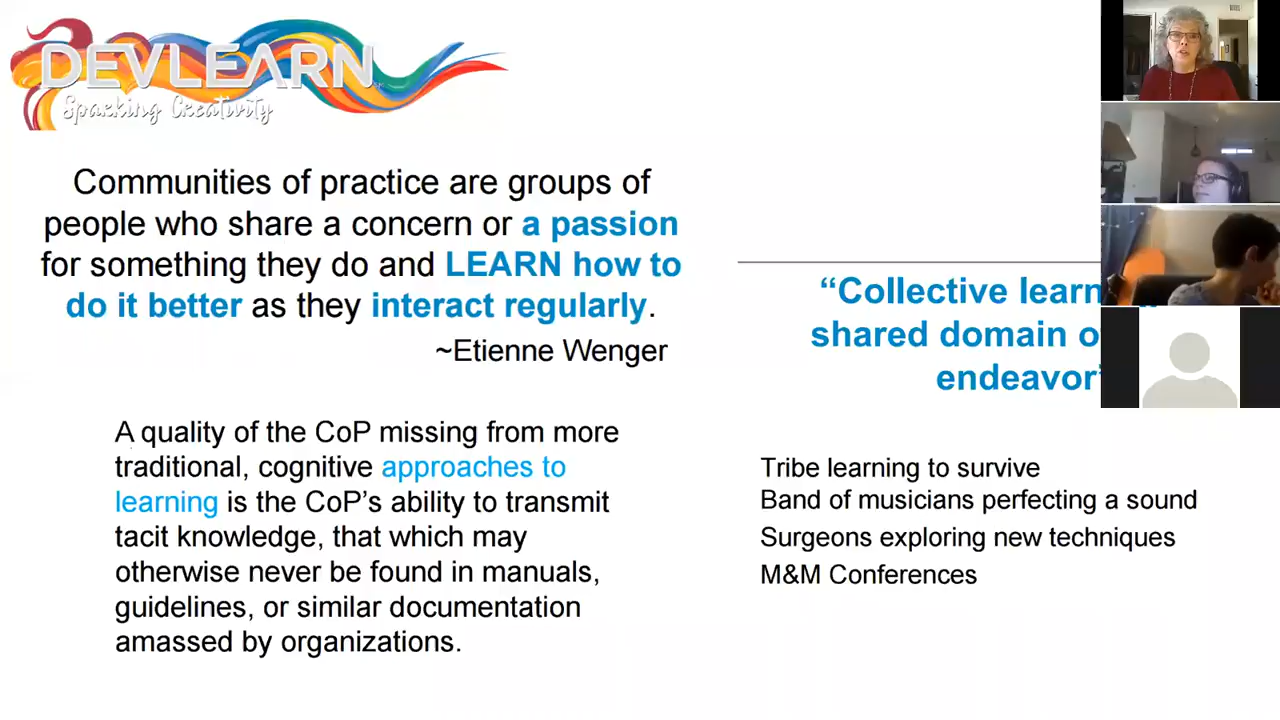 DEVLEARN
Sparking Creativity
Communities of practice are groups of
people who share a concern or a passion
for something they do and LEARN how to
do it better as they interact regularly.
~Etienne Wenger
A quality of the CoP missing from more
traditional, cognitive approaches to
learning is the CoP’s ability to transmit
tacit knowledge, that which may
otherwise never be found in manuals,
guidelines, or similar documentation
amassed by organizations.
“Collective
shared domain
endeavor
Tribe learning to survive
Band of musicians perfecting a sound
Surgeons exploring new techniques
M&M Conferences